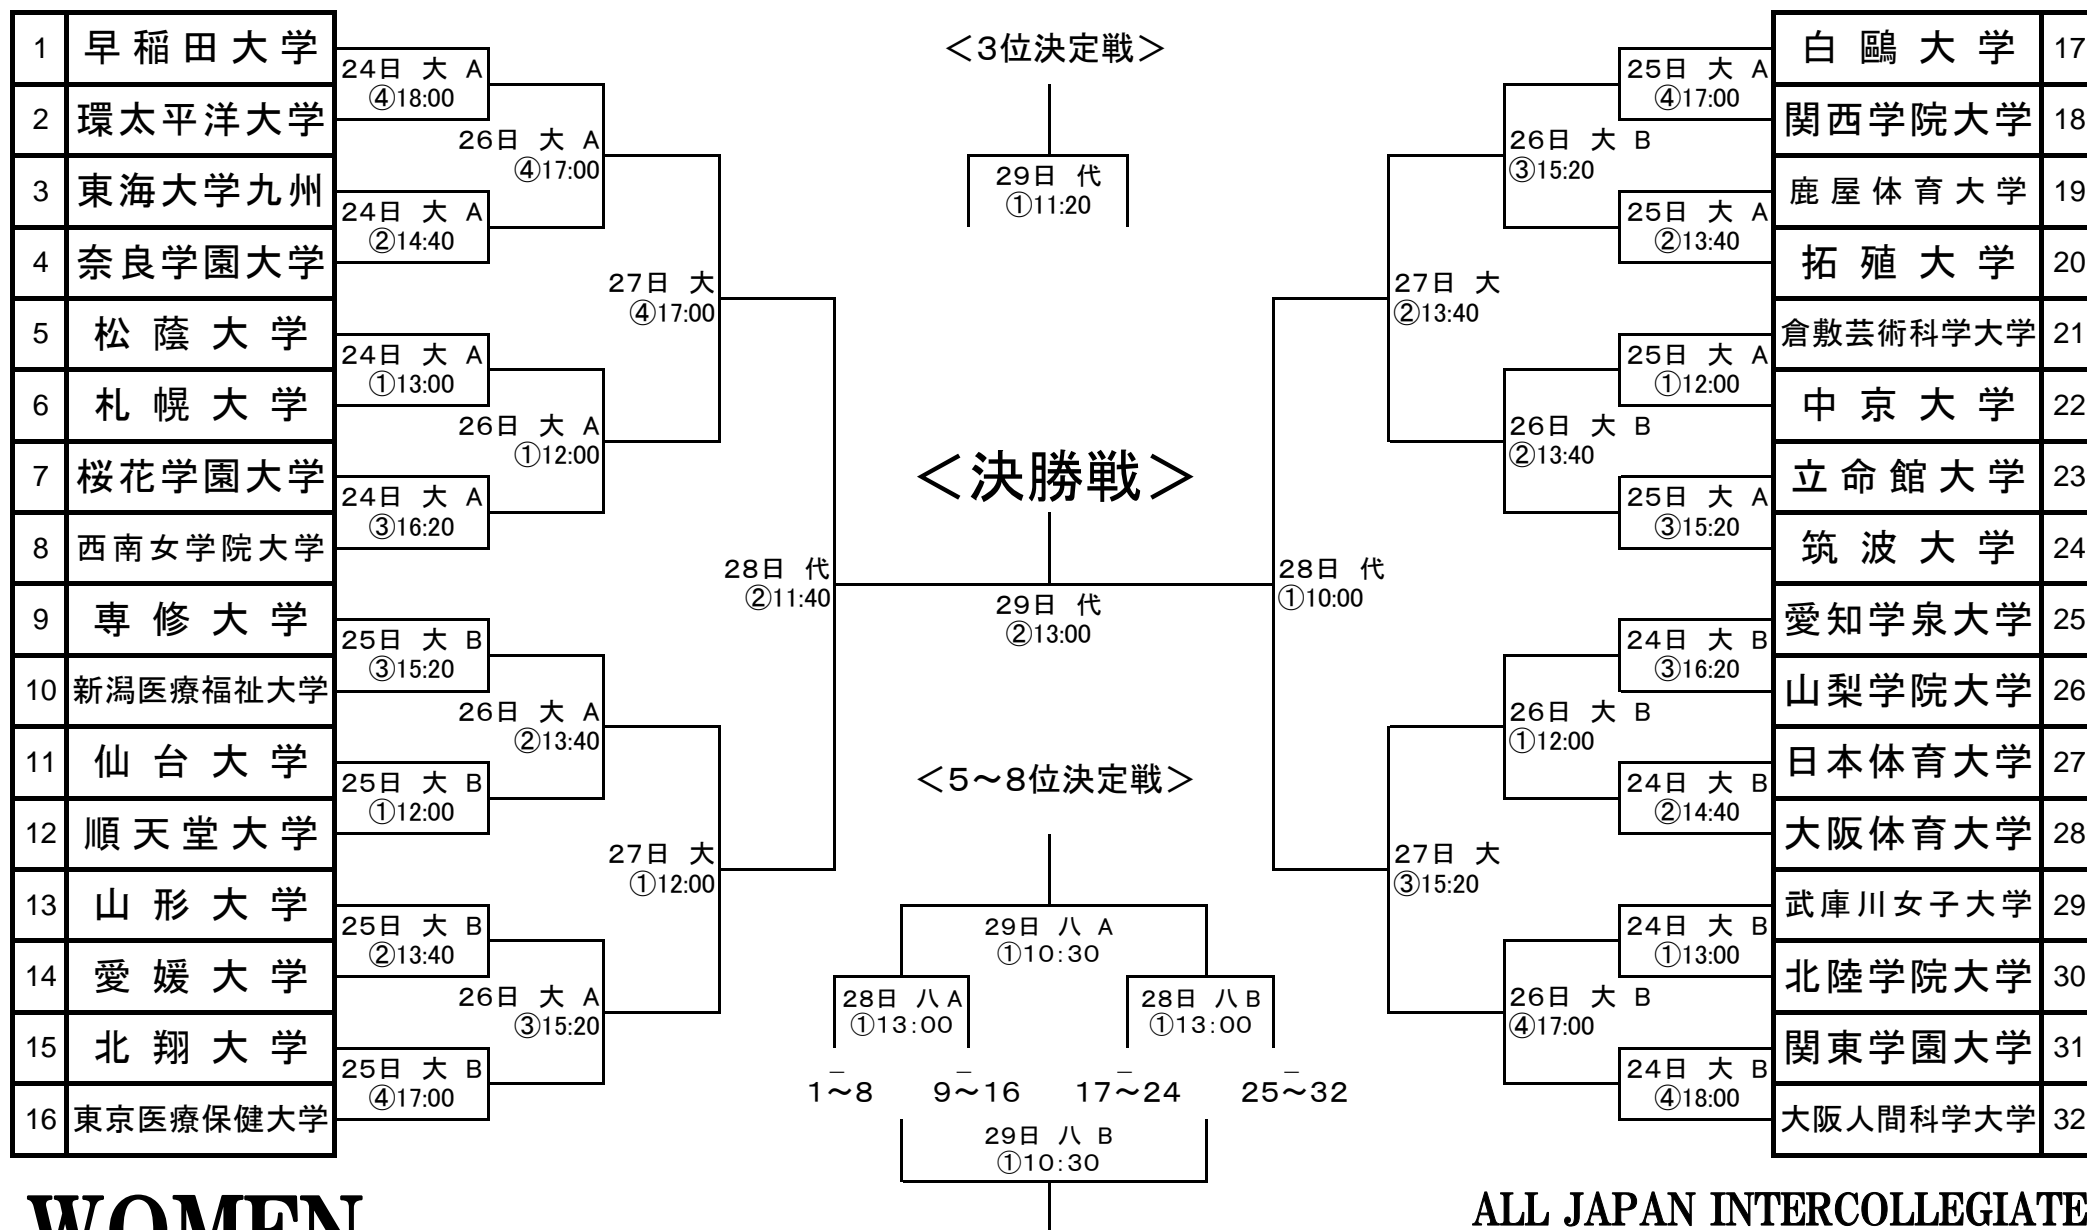 1 早稲田大学
2 環太平洋大学
3 東海大学九州
4 奈良学園大学
5 松蔭大学
6 札幌大学
7 桜花学園大学
8 西南女学院大学
9 専修大学
10 新潟医療福祉大学
11 仙台大学
12 順天堂大学
13 山形大学
14 愛媛大学
15 北翔大学
16 東京医療保健大学
24日 大 A
④18:00
24日 大 A
②14:40
24日 大 A
①13:00
24日 大 A
③16:20
25日 大 B
③15:20
25日 大 B
①12:00
25日 大 B
②13:40
25日 大 B
④17:00
26日 大 A
④17:00
26日 大 A
①12:00
26日 大 A
②13:40
26日 大 A
③15:20
27日 大
④17:00
27日 大
①12:00
28日 代
②11:40
＜3位決定戦＞
29日 代
①11:20
＜決勝戦＞
29日 代
②13:00
＜5～8位決定戦＞
29日 八 A
①10:30
28日 八 A
①13:00
28日 八 B
①13:00
1～8 9～16 17～24 25～32
29日 八 B
①10:30
28日 代
①10:00
27日 大
②13:40
27日 大
③15:20
26日 大 B
③15:20
26日 大 B
②13:40
26日 大 B
①12:00
26日 大 B
④17:00
25日 大 A
④17:00
25日 大 A
②13:40
25日 大 A
①12:00
25日 大 A
③15:20
24日 大 B
③16:20
24日 大 B
②14:40
24日 大 B
①13:00
24日 大 B
④18:00
白鷗大学 17
関西学院大学 18
鹿屋体育大学 19
拓殖大学 20
倉敷芸術科学大学 21
中京大学 22
立命館大学 23
筑波大学 24
愛知学泉大学 25
山梨学院大学 26
日本体育大学 27
大阪体育大学 28
武庫川女子大学 29
北陸学院大学 30
関東学園大学 31
大阪人間科学大学 32
WOMEN
ALL JAPAN INTERCOLLEGIATE